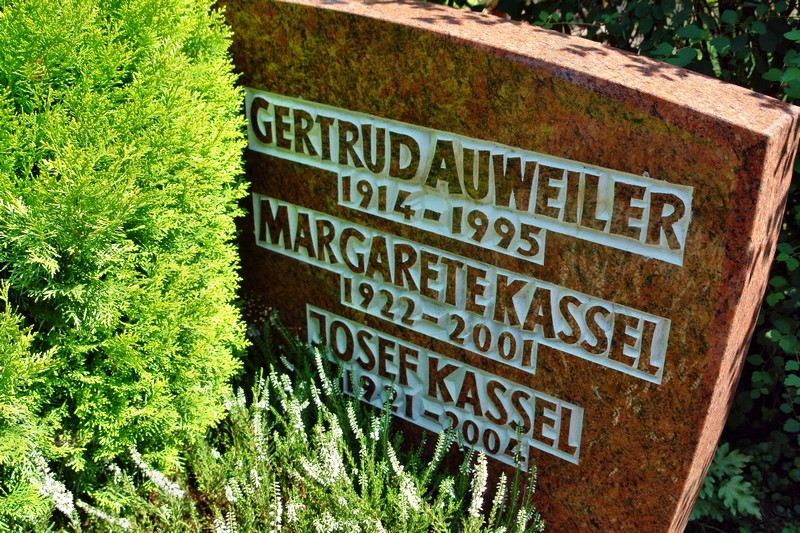 GERTRUD AUWEILER
1914-1995
MARGARETE KASSEL
1922-2001
JOSEF KASSEL
1921-2004